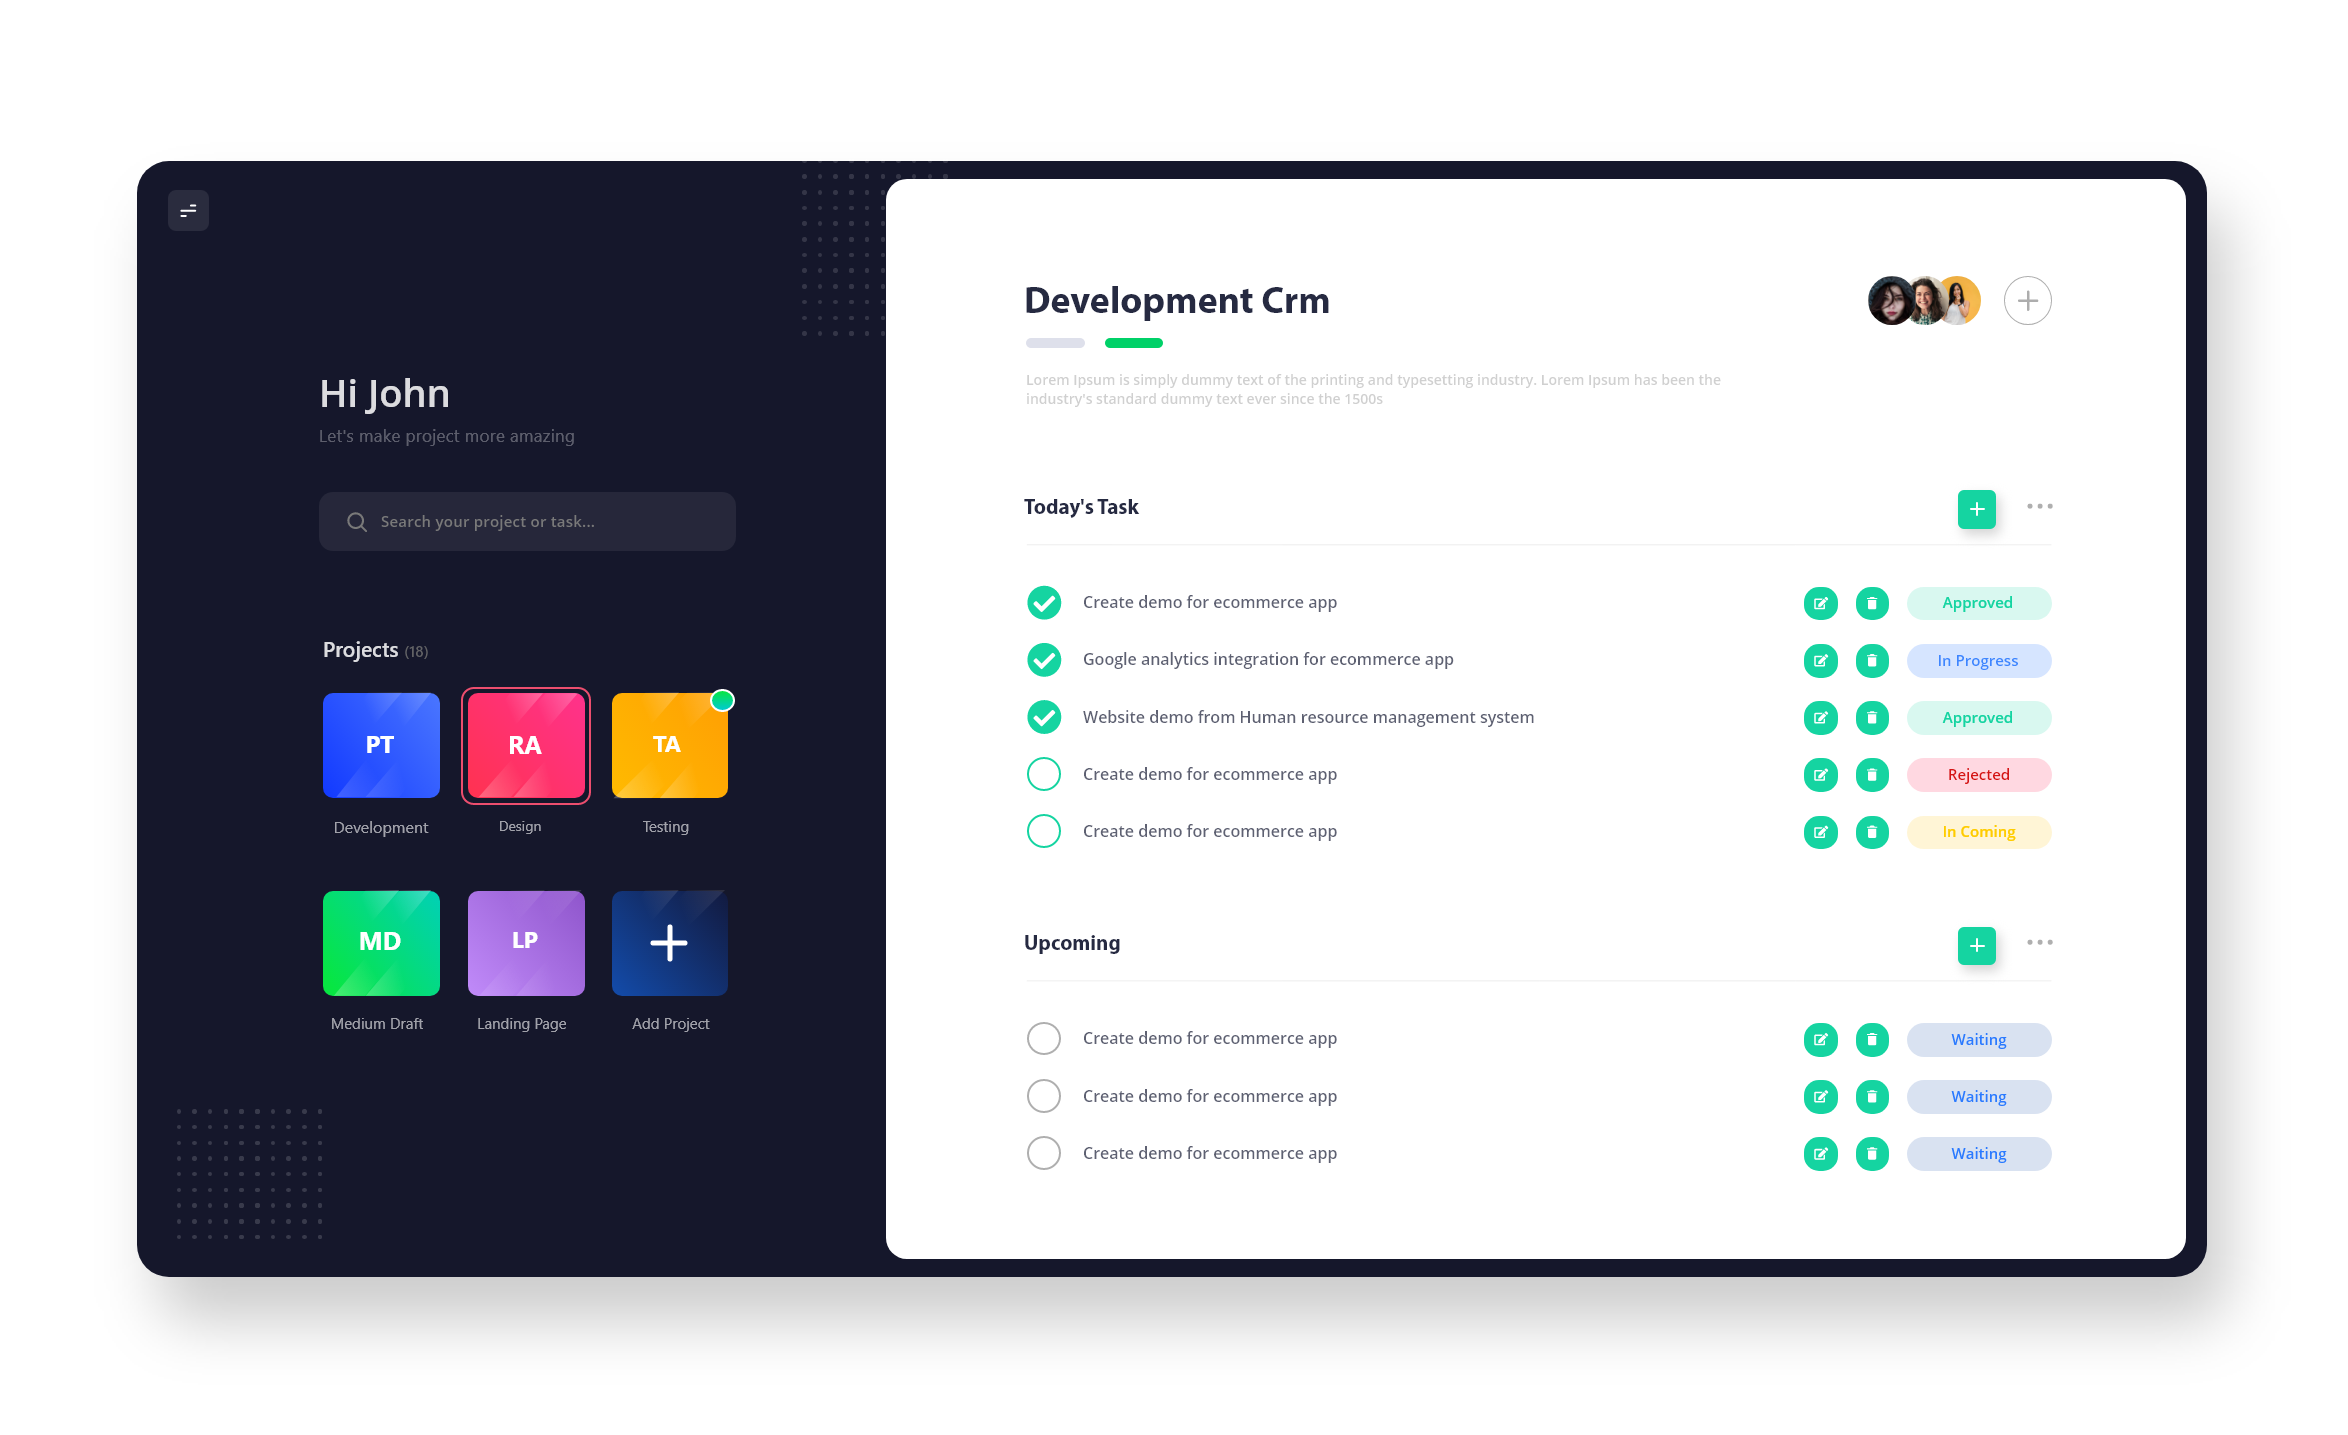 Hi John
Let's make project more amazing
Search your project or task...
Projects (18)
PT
RA
TA
Development
Design
Testing
MD
LP
Medium Draft
Landing Page
Add Project
Development Crm
Lorem Ipsum is simply dummy text of the printing and typesetting industry. Lorem Ipsum has been the
industry's standard dummy text ever since the 1500s
Today's Task
Create demo for ecommerce app
Approved
Google analytics integration for ecommerce app
In Progress
Website demo from Human resource management system
Approved
Create demo for ecommerce app
Rejected
Create demo for ecommerce app
In Coming
Upcoming
Create demo for ecommerce app
Waiting
Create demo for ecommerce app
Waiting
Create demo for ecommerce app
Waiting